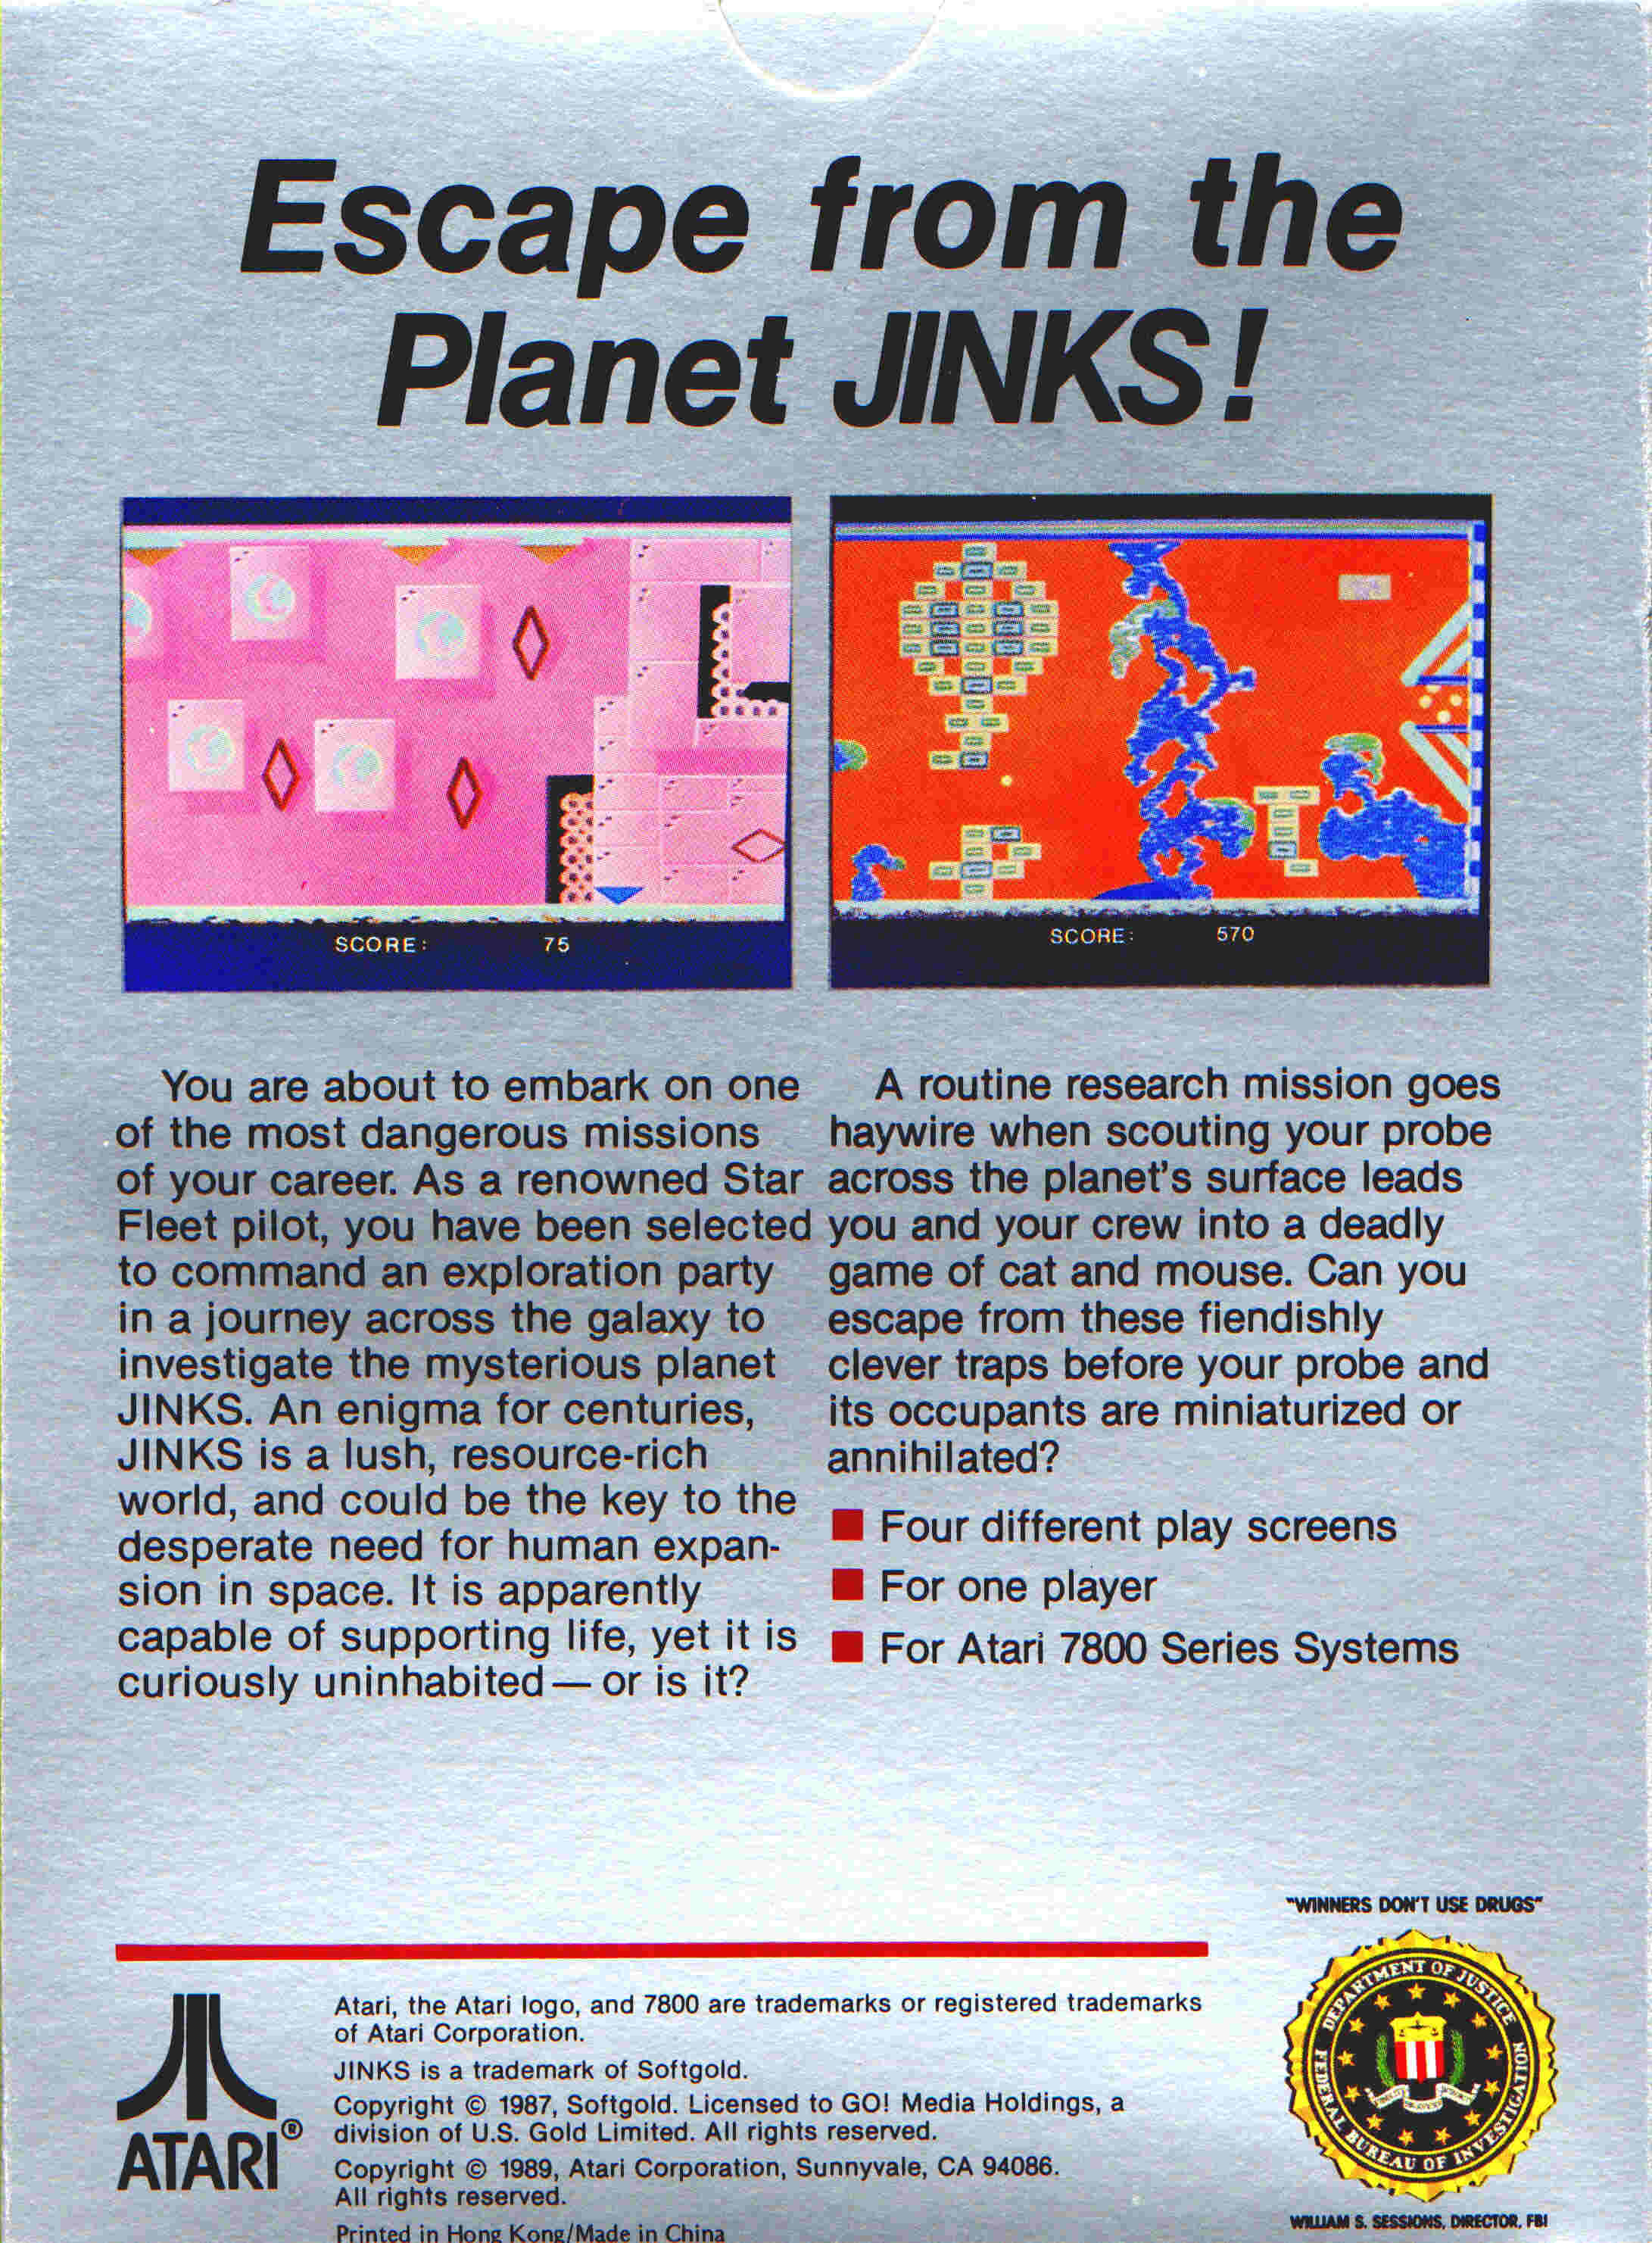 Escape from the
Planet JINKS!
SCORE: 75
SCORE: 570
You are about to embark on one
of the most dangerous missions
of your career. As a renowned Star
Fleet pilot, you have been selected
to command an exploration party
in a journey across the galaxy to
investigate the mysterious planet
JINKS. An enigma for centuries,
JINKS is a lush, resource-rich
world, and could be the key to the
desperate need for human expan-
sion in space. It is apparently
capable of supporting life, yet it is
curiously uninhabited — or is it?
A routine research mission goes
haywire when scouting your probe
across the planet's surface leads
you and your crew into a deadly
game of cat and mouse. Can you
escape from these fiendishly
clever traps before your probe and
its occupants are miniaturized or
annihilated?
■ Four different play screens
■ For one player
■ For Atari 7800 Series Systems
"WINNERS DON'T USE DRUGS"
DEPARTMENT OF JUSTICE
FEDERAL BUREAU OF INVESTIGATION
WILLIAM S. SESSIONS, DIRECTOR, FBI
ATARI®
Atari, the Atari logo, and 7800 are trademarks or registered trademarks
of Atari Corporation.
JINKS is a trademark of Softgold.
Copyright © 1987, Softgold. Licensed to GO! Media Holdings, a
division of U.S. Gold Limited. All rights reserved.
Copyright © 1989, Atari Corporation, Sunnyvale, CA 94086.
All rights reserved.
Printed in Hong Kong/Made in China